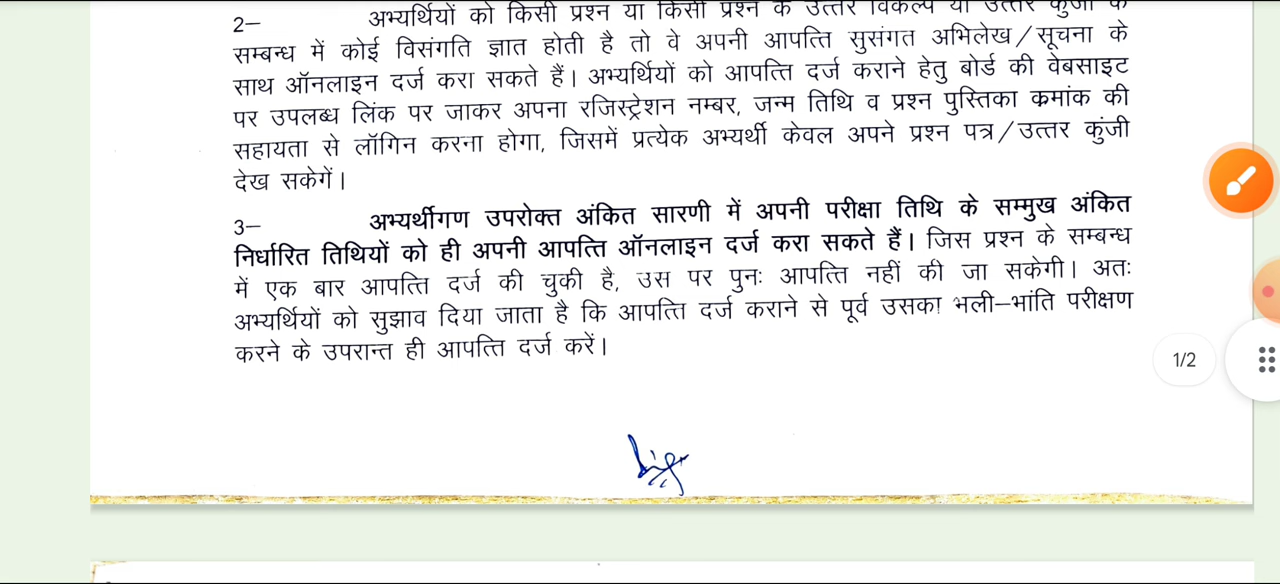 2— अभ्यर्थियों को किसी प्रश्न या किसी प्रश्न के उत्तर विकल्प या उत्तर कुंजी के
सम्बन्ध में कोई विसंगति ज्ञात होती है तो वे अपनी आपत्ति सुसंगत अभिलेख/सूचना के
साथ ऑनलाइन दर्ज करा सकते हैं। अभ्यर्थियों को आपत्ति दर्ज कराने हेतु बोर्ड की वेबसाइट
पर उपलब्ध लिंक पर जाकर अपना रजिस्ट्रेशन नम्बर, जन्म तिथि व प्रश्न पुस्तिका कमांक की
सहायता से लॉगिन करना होगा, जिसमें प्रत्येक अभ्यर्थी केवल अपने प्रश्न पत्र/उत्तर कुंजी
देख सकेगें।
3— अभ्यर्थीगण उपरोक्त अंकित सारणी में अपनी परीक्षा तिथि के सम्मुख अंकित
निर्धारित तिथियों को ही अपनी आपत्ति ऑनलाइन दर्ज करा सकते हैं। जिस प्रश्न के सम्बन्ध
में एक बार आपत्ति दर्ज की चुकी है, उस पर पुनः आपत्ति नहीं की जा सकेगी। अतः
अभ्यर्थियों को सुझाव दिया जाता है कि आपत्ति दर्ज कराने से पूर्व उसका भली—भांति परीक्षण
करने के उपरान्त ही आपत्ति दर्ज करें।
1/2